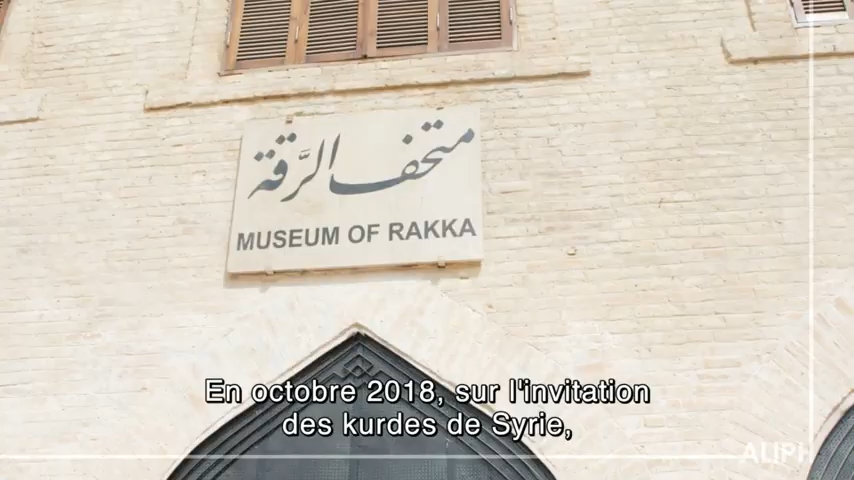 متحف الرقة
MUSEUM OF RAKKA
En octobre 2018, sur l'invitation
des kurdes de Syrie,
ALIPH